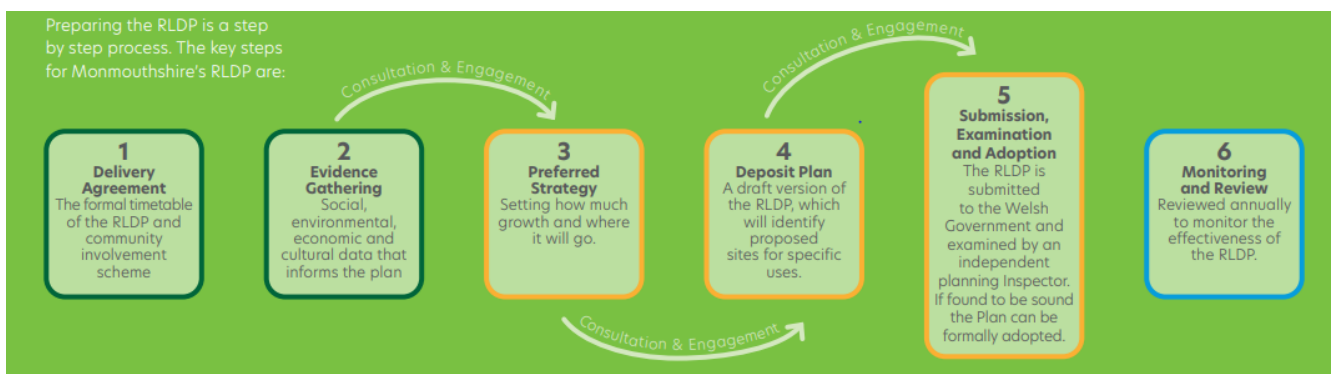 Preparing the RLDP is a step
by step process. The key steps
for Monmouthshire's RLDP are:
1
Delivery
Agreement
The formal timetable
of the RLDP and
community
involvement
scheme
2
Evidence
Gathering
Social,
environmental,
economic and
cultural data that
informs the plan
Consultation & Engagement
3
Preferred
Strategy
Setting how much
growth and where
it will go.
Consultation & Engagement
4
Deposit Plan
A draft version of
the RLDP, which
will identify
proposed
sites for specific
uses.
Consultation & Engagement
5
Submission,
Examination
and Adoption
The RLDP is
submitted
to the Welsh
Government and
examined by an
independent
planning Inspector.
If found to be sound
the Plan can be
formally adopted.
6
Monitoring
and Review
Reviewed annually
to monitor the
effectiveness of
the RLDP.